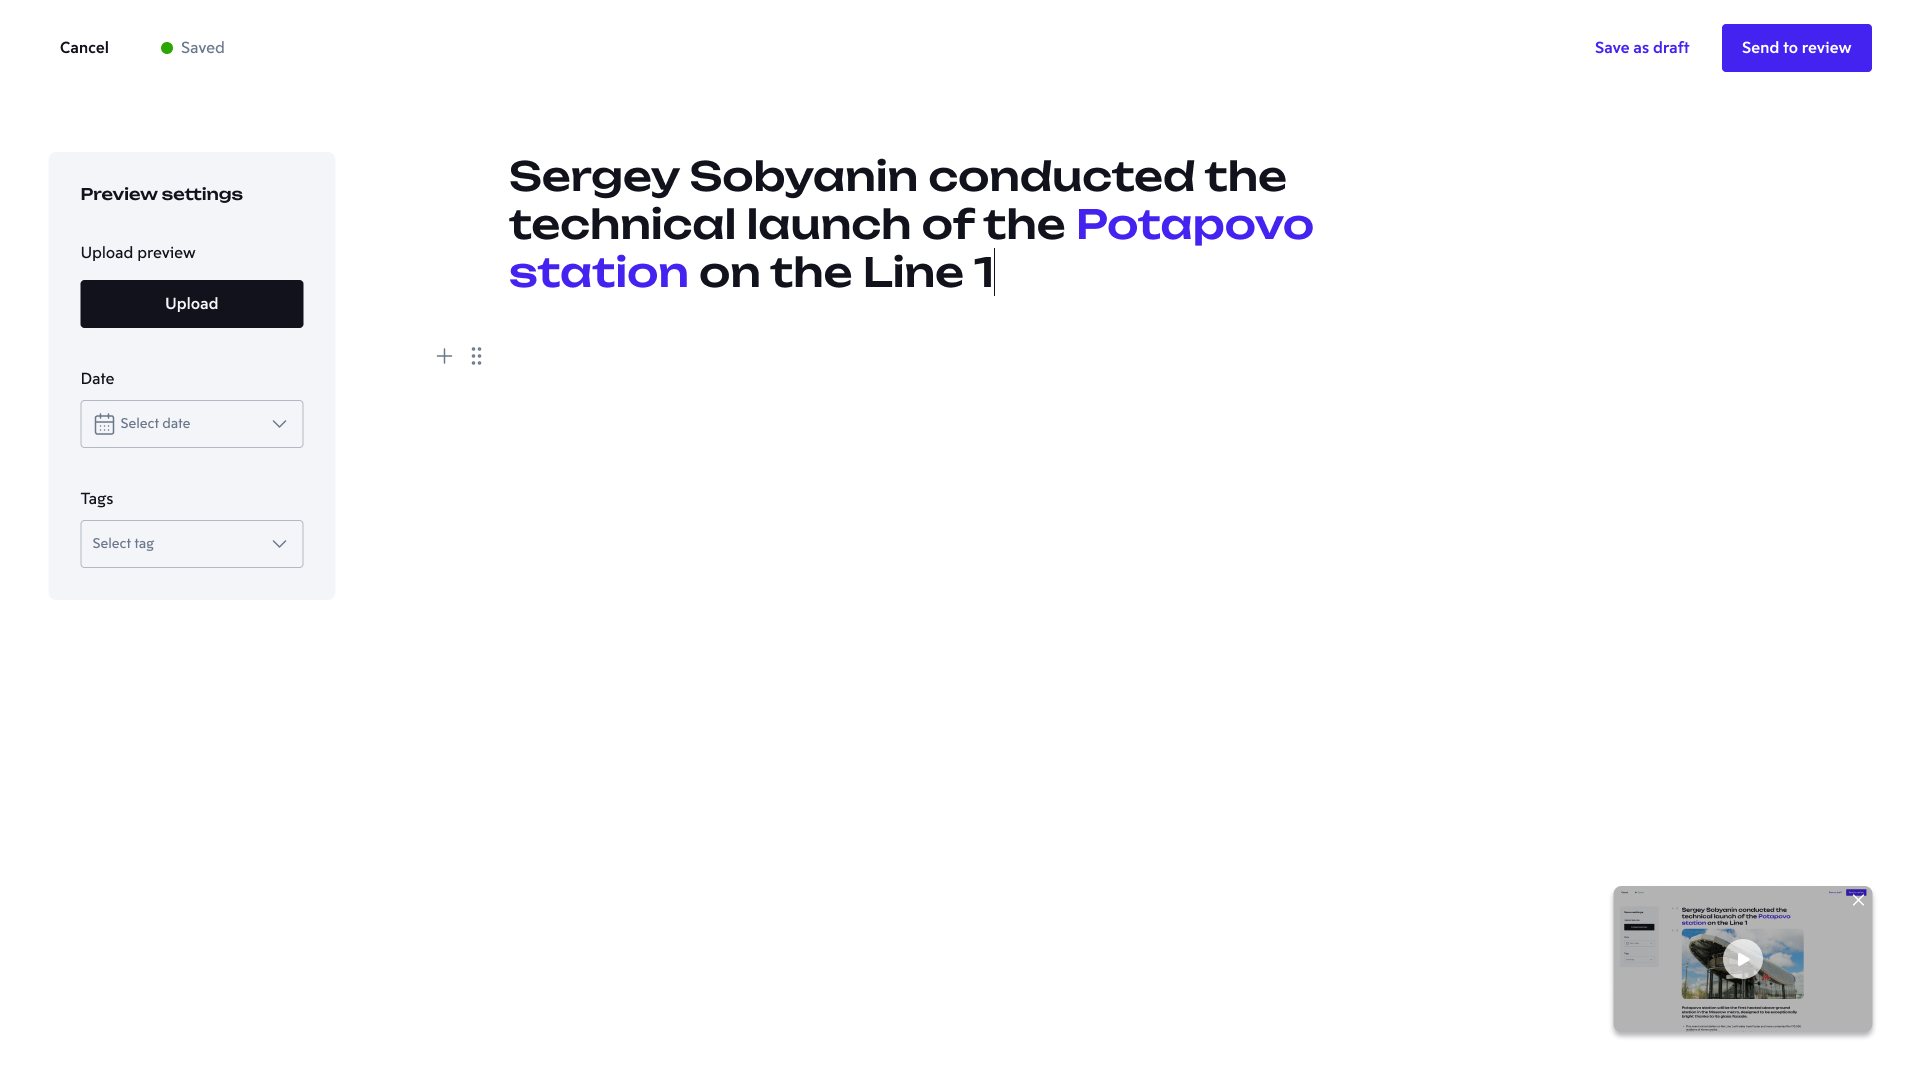 Cancel
Saved
Save as draft
Send to review
Preview settings
Upload preview
Upload
Date
Select date
Tags
Select tag
Sergey Sobyanin conducted the
technical launch of the Potapovo
station on the Line 1
Sergey Sobyanin conducted the
technical launch of the Potapovo
station on the Line 1